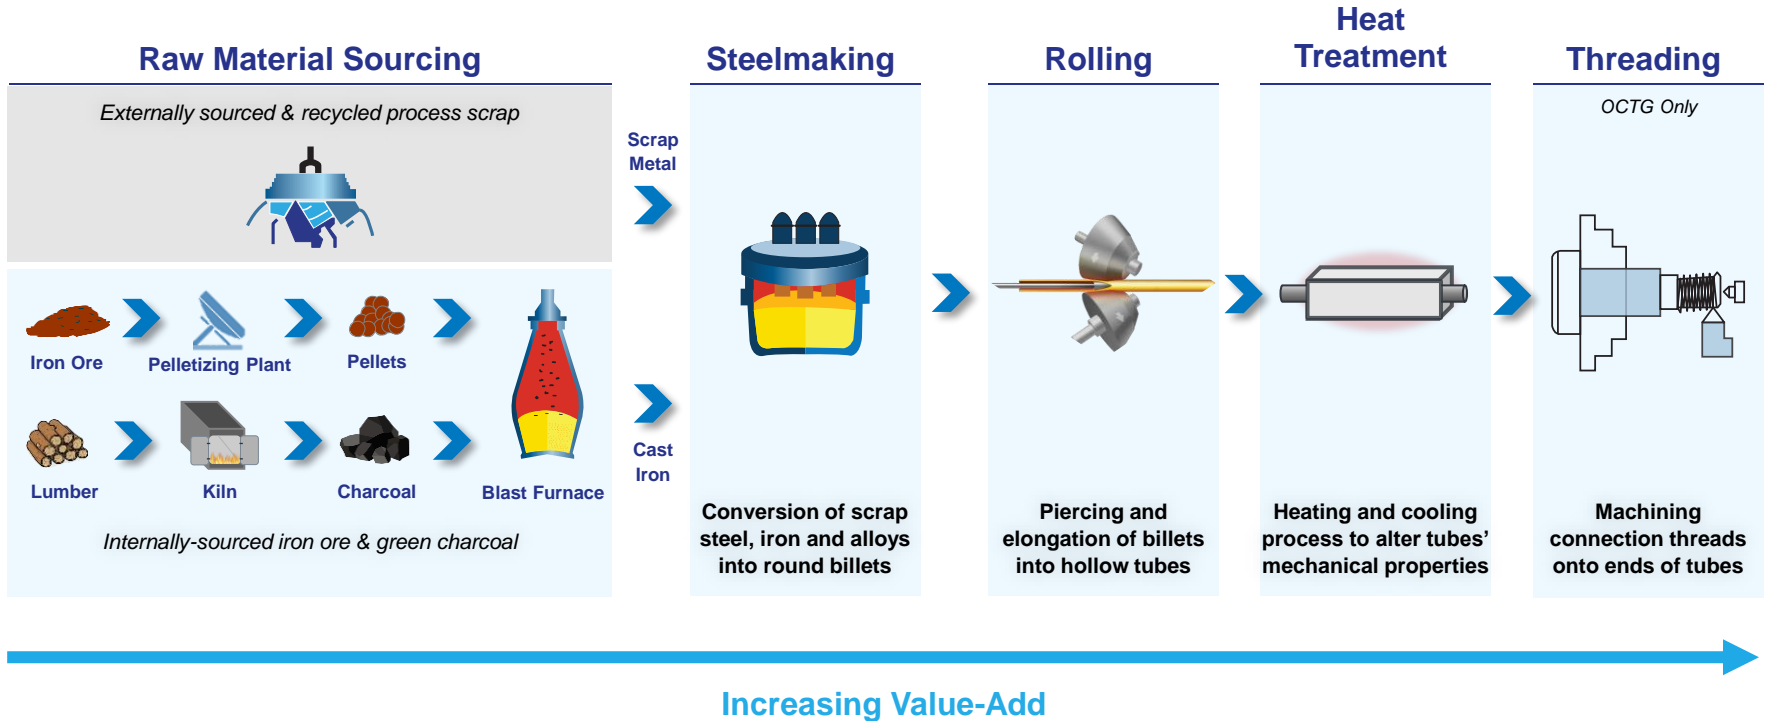 Raw Material Sourcing
Externally sourced & recycled process scrap
Iron Ore
Pelletizing Plant
Pellets
Lumber
Kiln
Charcoal
Blast Furnace
Internally-sourced iron ore & green charcoal
Scrap
Metal
Cast
Iron
Steelmaking
Conversion of scrap
steel, iron and alloys
into round billets
Rolling
Piercing and
elongation of billets
into hollow tubes
Heat
Treatment
Heating and cooling
process to alter tubes’
mechanical properties
Threading
OCTG Only
Machining
connection threads
onto ends of tubes
Increasing Value-Add